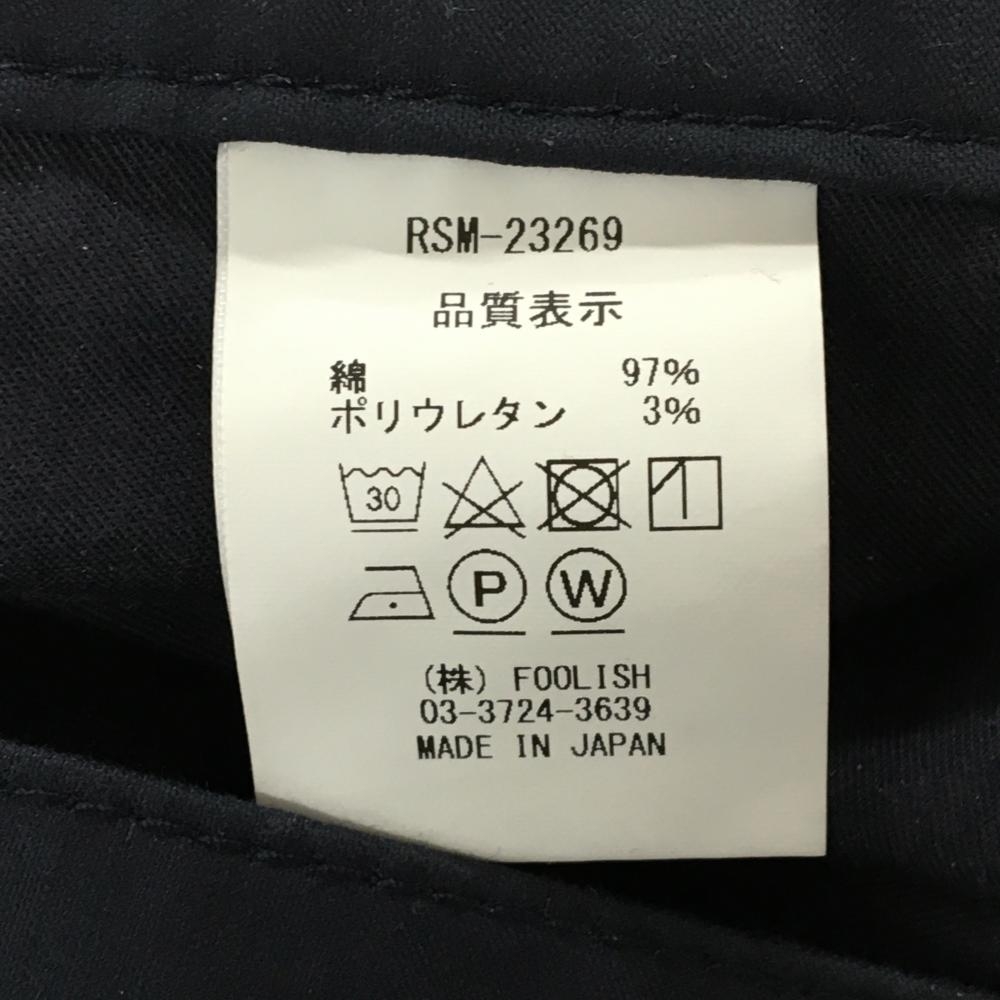 RSM-23269
品質表示
綿 97%
ポリウレタン 3%
30
P W
(株) FOOLISH
03-3724-3639
MADE IN JAPAN